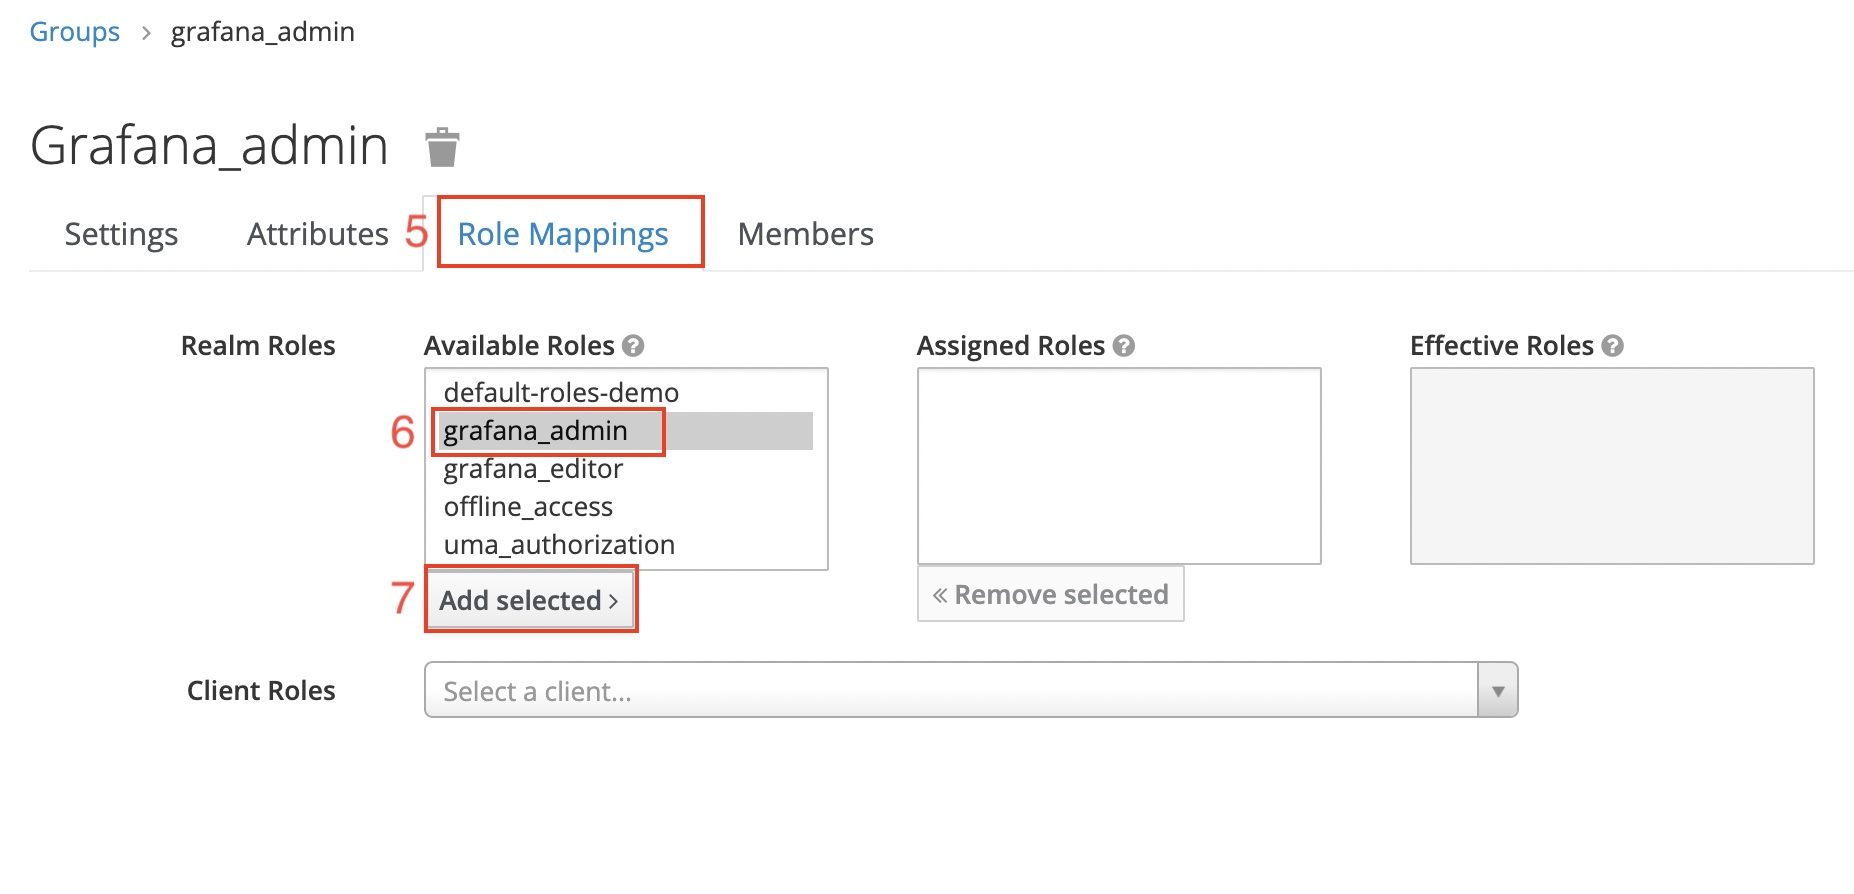 Groups > grafana_admin
Grafana_admin
Settings Attributes 5 Role Mappings Members
Realm Roles Available Roles ? Assigned Roles ? Effective Roles ?
default-roles-demo
6 grafana_admin
grafana_editor
offline_access
uma_authorization
7 Add selected > « Remove selected
Client Roles Select a client...